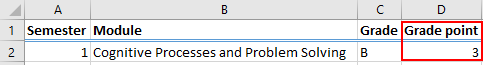 A B C D
1 Semester Module Grade Grade point
2 1 Cognitive Processes and Problem Solving B 3